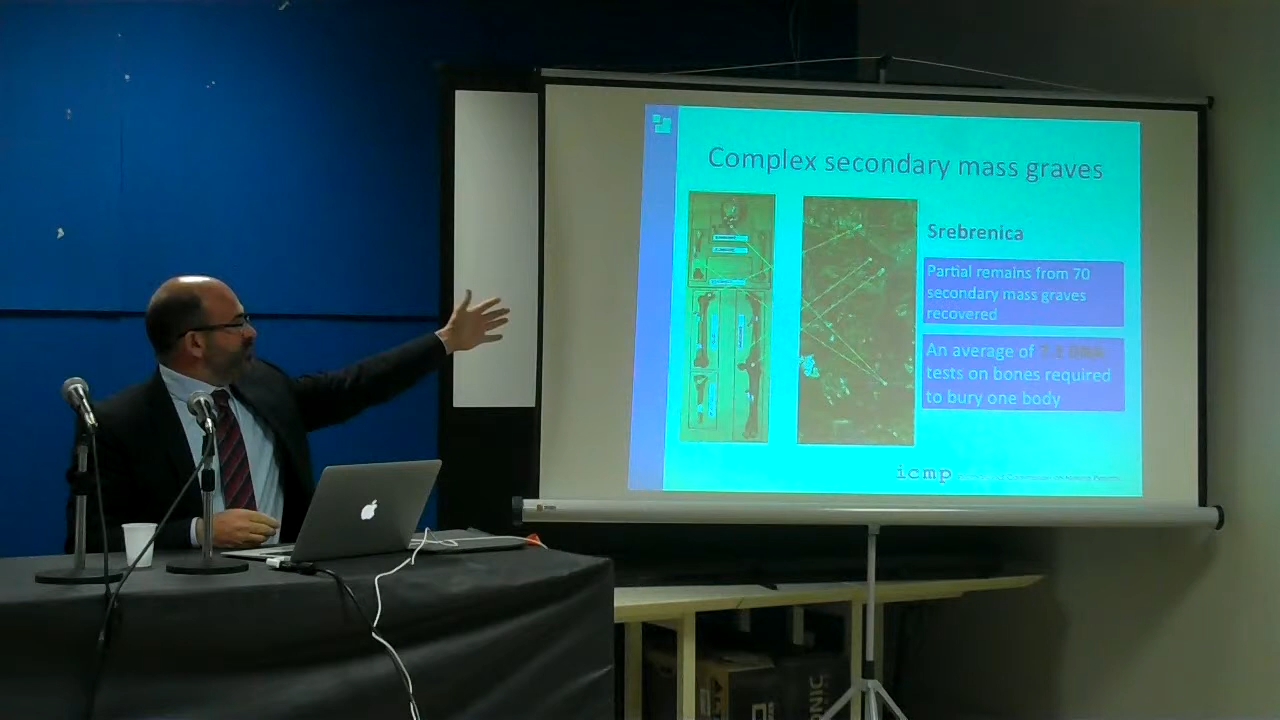 Complex secondary mass graves
Srebrenica
Partial remains from 70
secondary mass graves
recovered
An average of DNA
tests on bones required
to bury one body
icmp